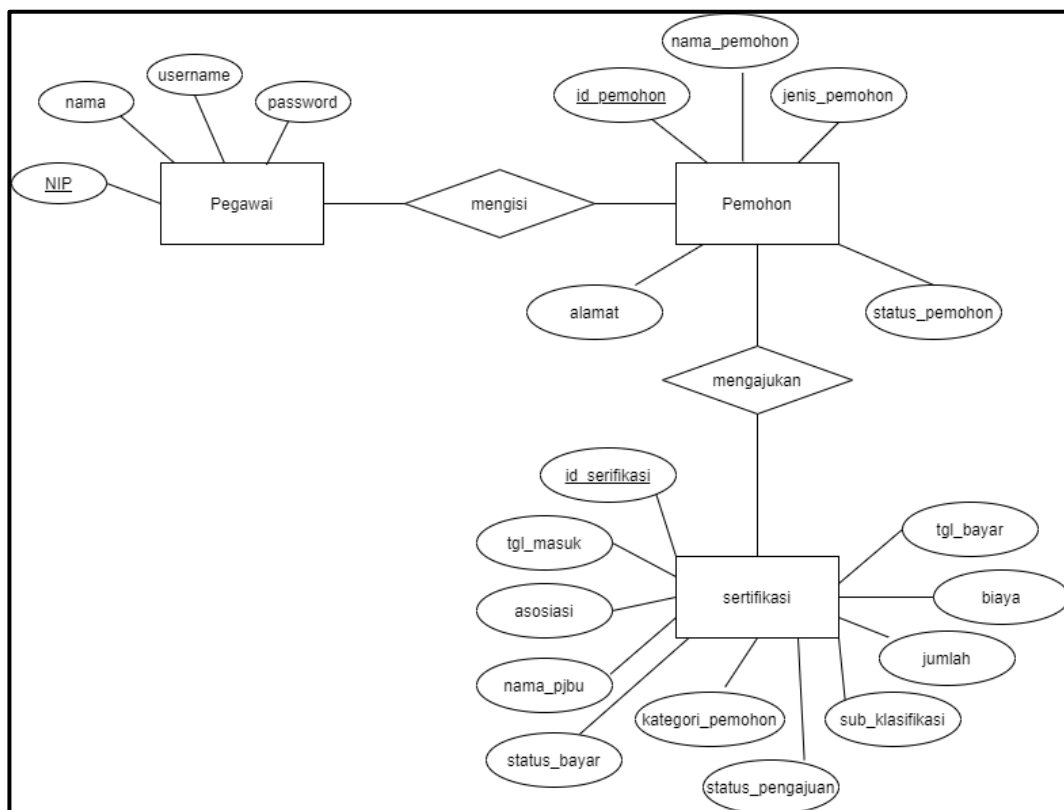 nama_pemohon
username
nama
password
id_pemohon
jenis_pemohon
NIP
Pegawai
mengisi
Pemohon
alamat
status_pemohon
mengajukan
id_serifikasi
tgl_masuk
tgl_bayar
asosiasi
sertifikasi
biaya
nama_pjbu
jumlah
kategori_pemohon
sub_klasifikasi
status_bayar
status_pengajuan